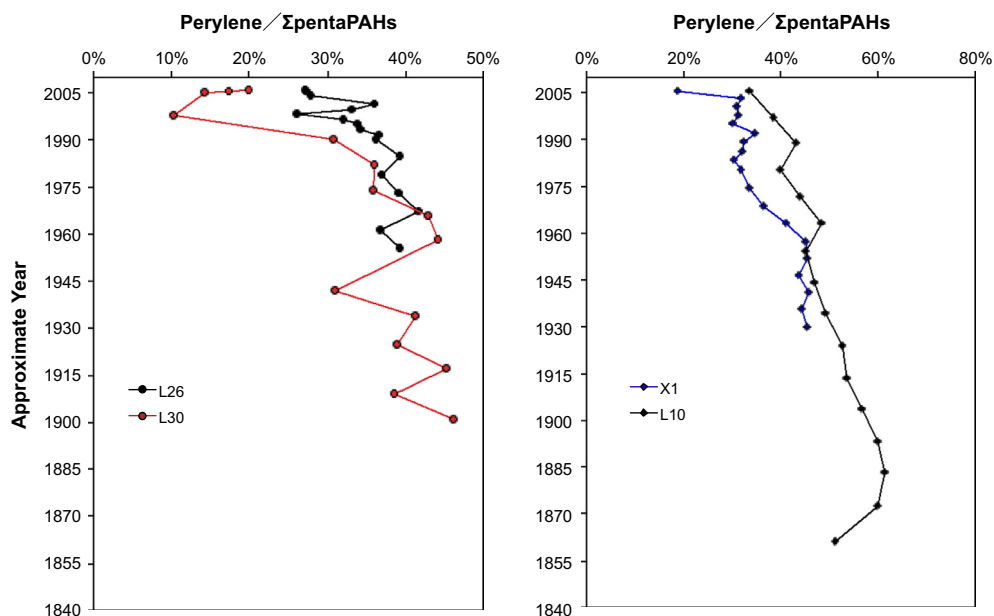 Perylene／ΣpentaPAHs
0% 10% 20% 30% 40% 50%
2005
1990
1975
1960
1945
1930
1915
1900
1885
1870
1855
1840
Approximate Year
L26
L30
Perylene／ΣpentaPAHs
0% 20% 40% 60% 80%
2005
1990
1975
1960
1945
1930
1915
1900
1885
1870
1855
1840
X1
L10